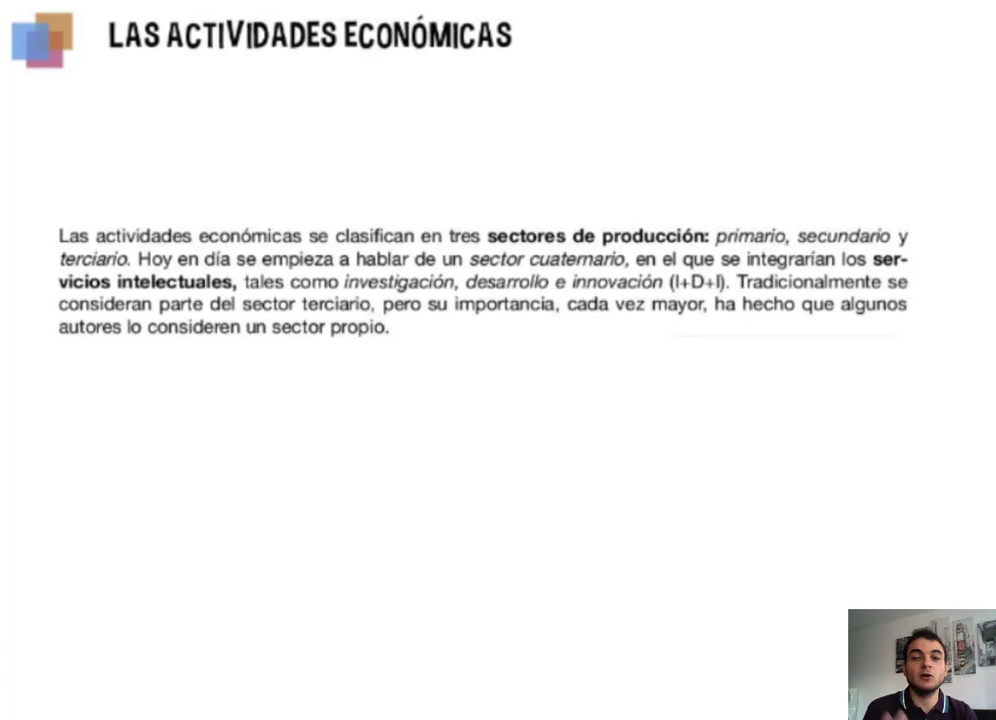 LAS ACTIVIDADES ECONÓMICAS
Las actividades económicas se clasifican en tres sectores de producción: primario, secundario y
terciario. Hoy en día se empieza a hablar de un sector cuaternario, en el que se integrarían los ser-
vicios intelectuales, tales como investigación, desarrollo e innovación (I+D+I). Tradicionalmente se
consideran parte del sector terciario, pero su importancia, cada vez mayor, ha hecho que algunos
autores lo consideren un sector propio.